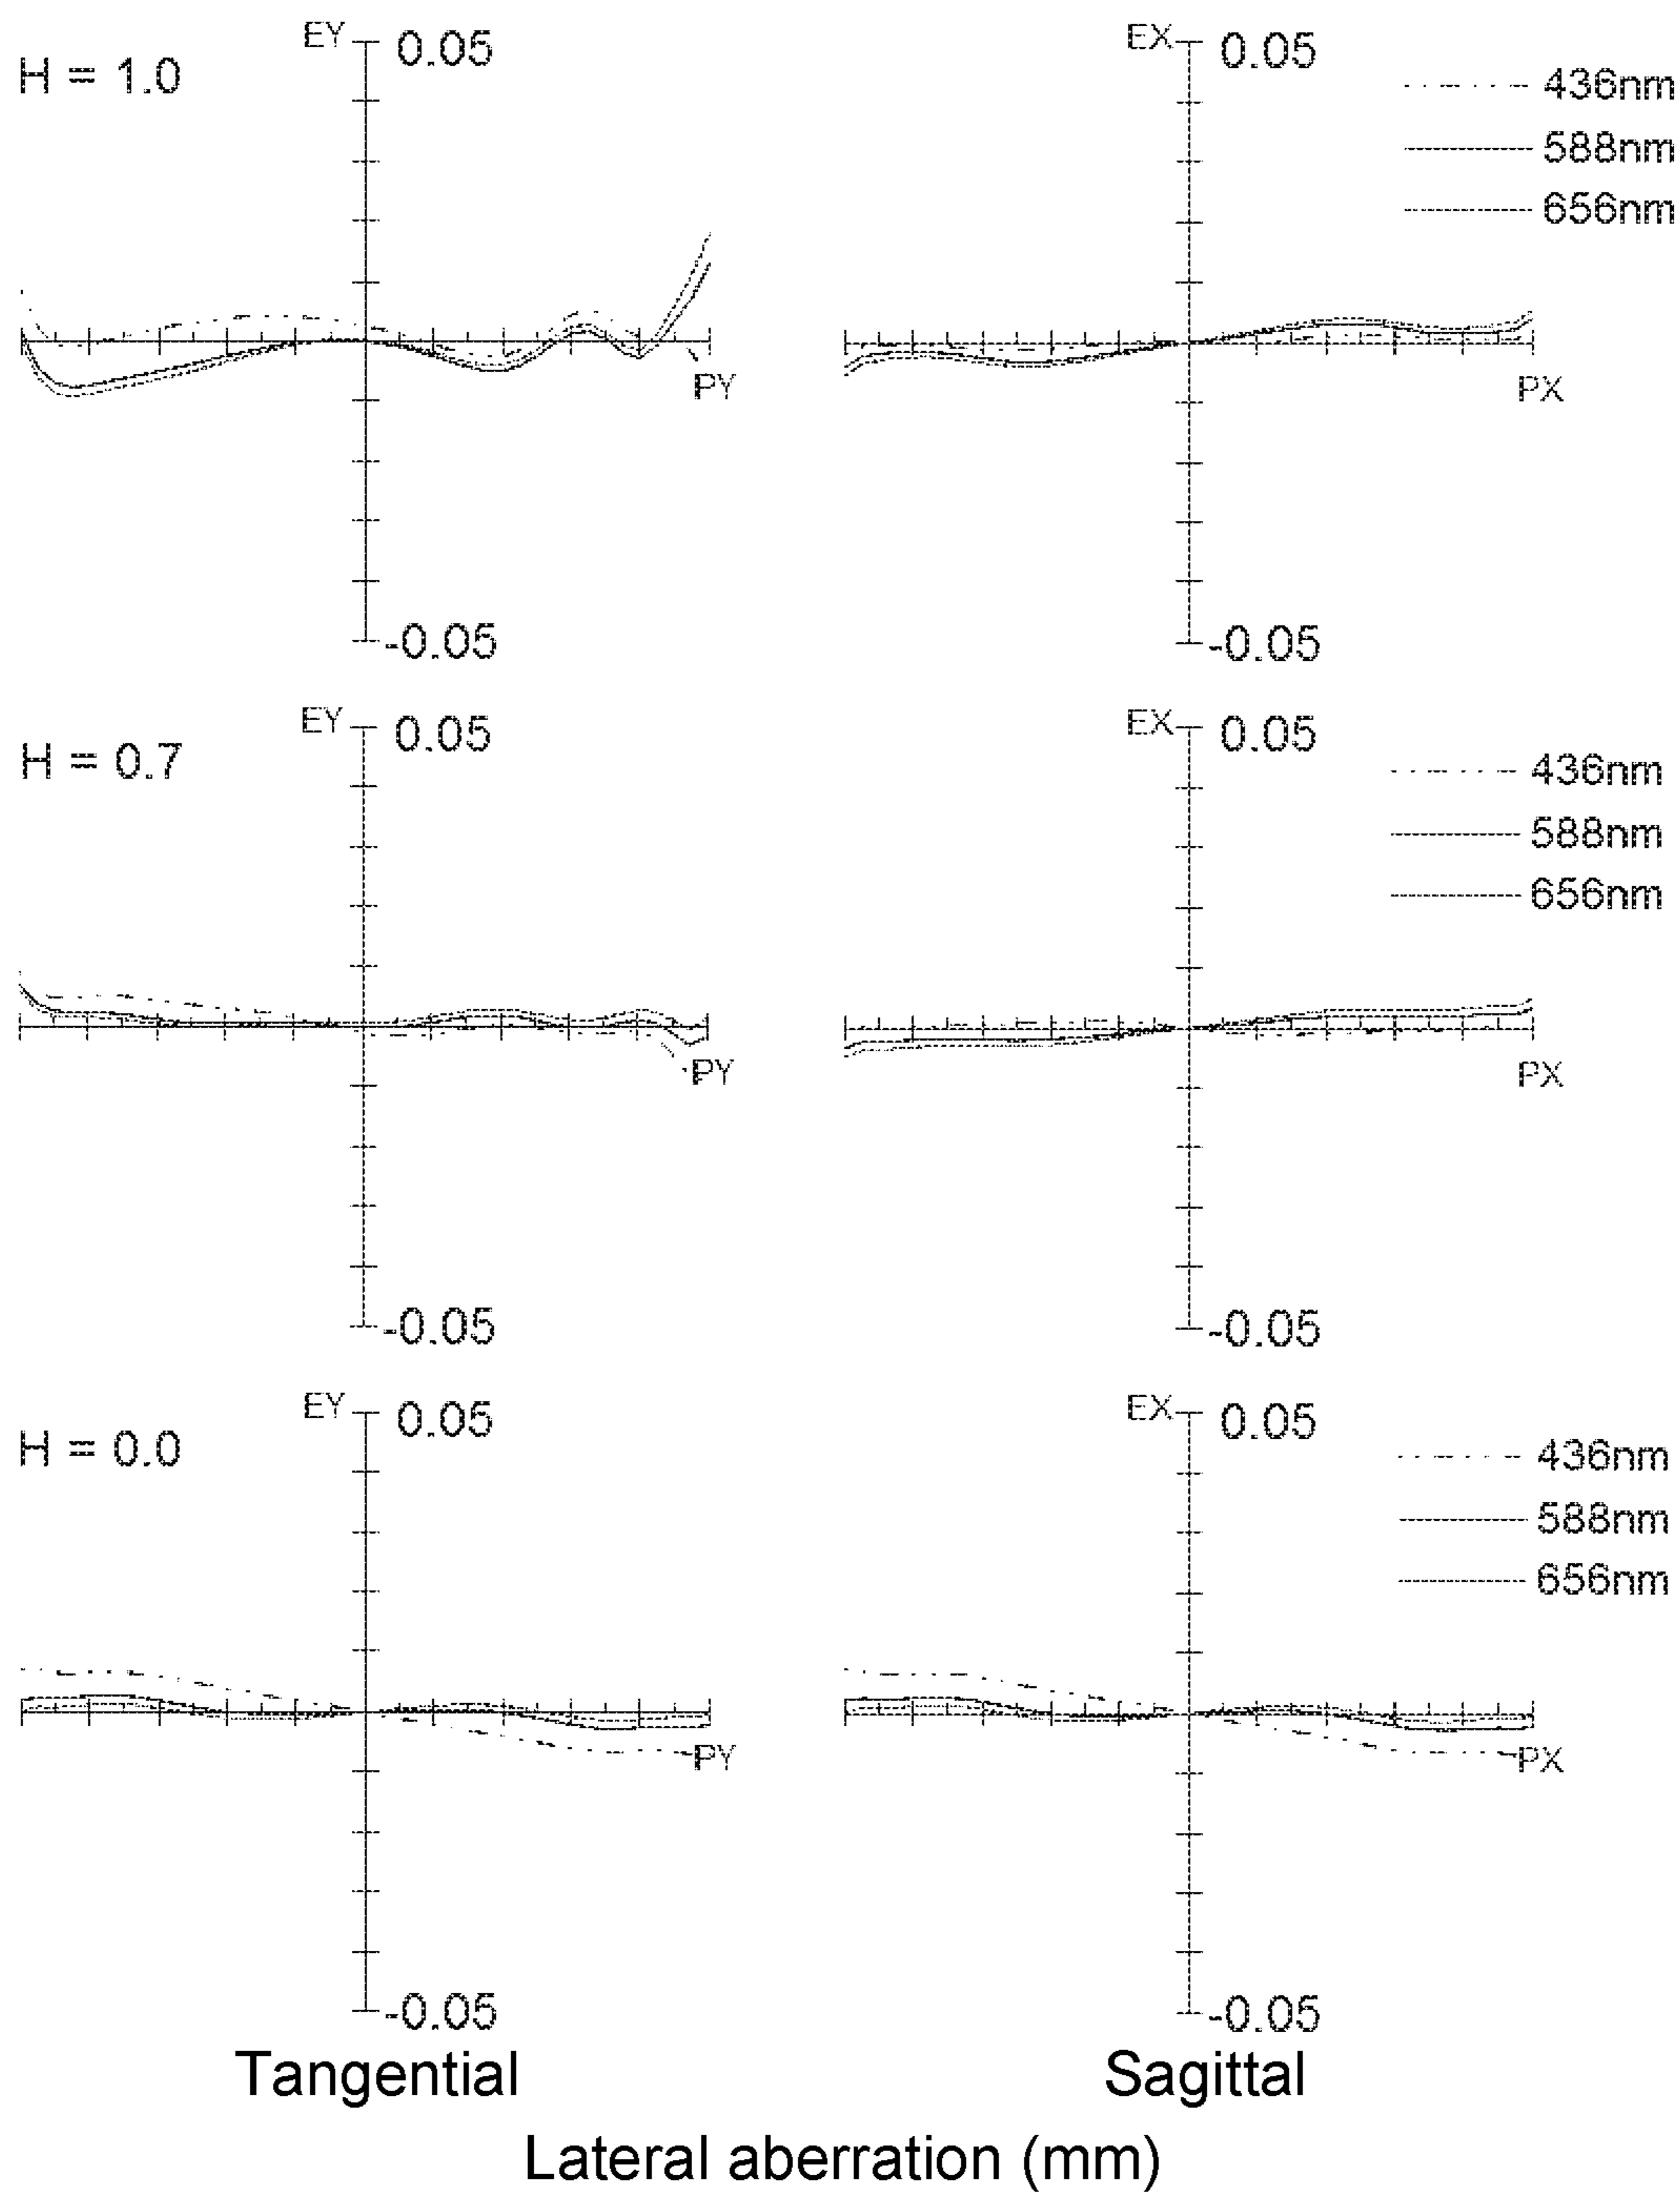 EY 0.05 EX 0.05
H = 1.0
436nm
588nm
656nm
PY PX
-0.05 -0.05
EY 0.05 EX 0.05
H = 0.7
436nm
588nm
656nm
PY PX
-0.05 -0.05
EY 0.05 EX 0.05
H = 0.0
436nm
588nm
656nm
PY PX
-0.05 -0.05
Tangential Sagittal
Lateral aberration (mm)